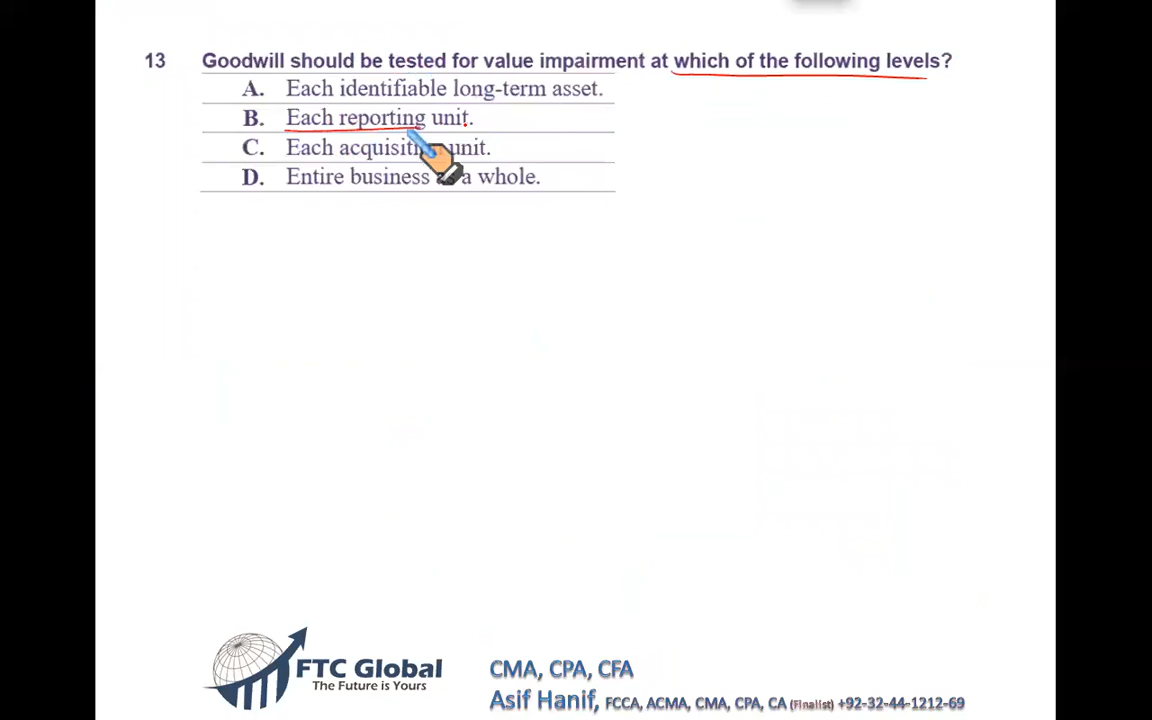 13 Goodwill should be tested for value impairment at which of the following levels?
A. Each identifiable long-term asset.
B. Each reporting unit.
C. Each acquisition unit.
D. Entire business as a whole.
FTC Global
The Future is Yours
CMA, CPA, CFA
Asif Hanif, FCCA, ACMA, CMA, CPA, CA (Finalist) +92-32-44-1212-69